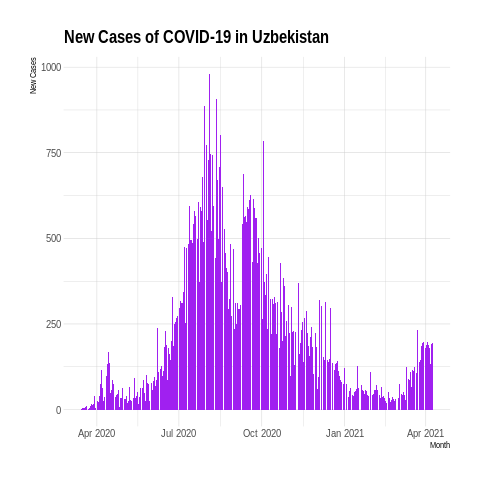 New Cases of COVID-19 in Uzbekistan
New Cases
1000
750
500
250
0
Apr 2020
Jul 2020
Oct 2020
Jan 2021
Apr 2021
Month